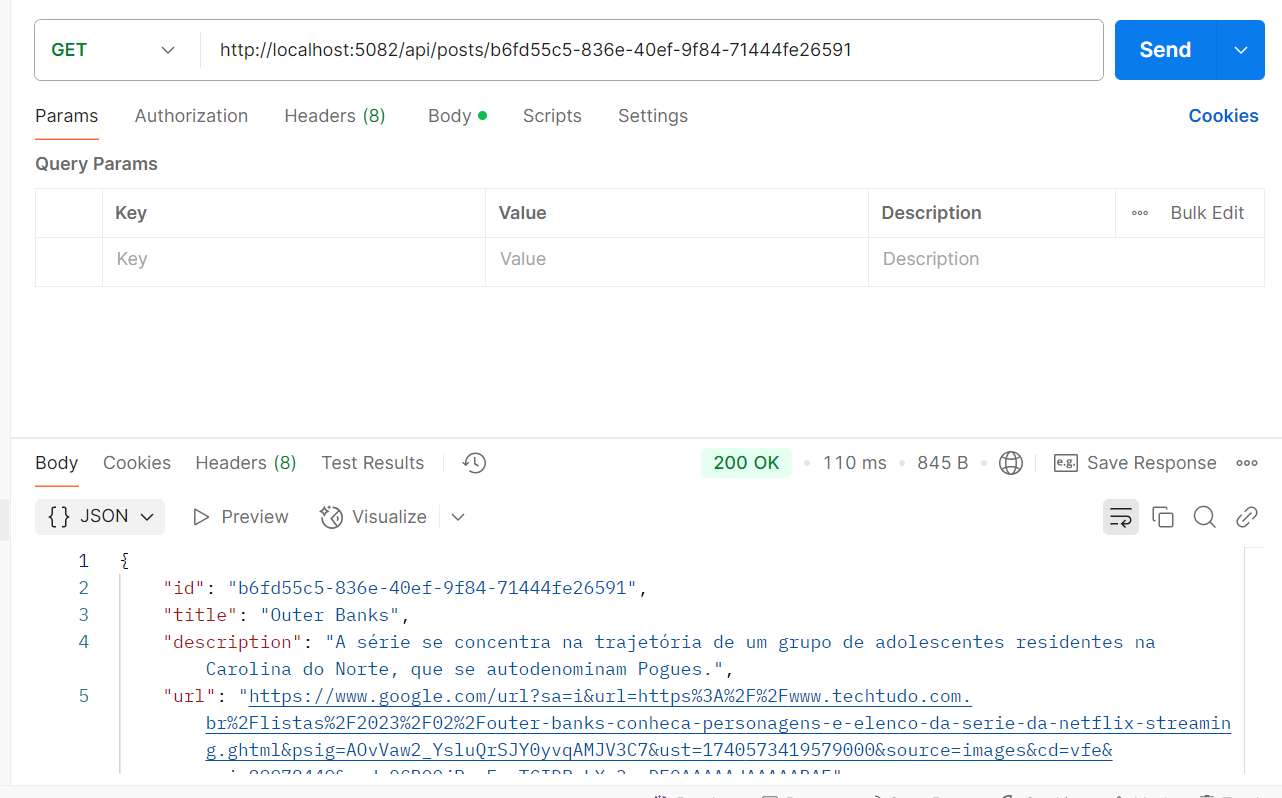 GET http://localhost:5082/api/posts/b6fd55c5-836e-40ef-9f84-71444fe26591 Send
Params Authorization Headers (8) Body Scripts Settings Cookies
Query Params
Key Value Description Bulk Edit
Key Value Description
Body Cookies Headers (8) Test Results 200 OK 110 ms 845 B e.g. Save Response
{} JSON Preview Visualize
1 {
2 "id": "b6fd55c5-836e-40ef-9f84-71444fe26591",
3 "title": "Outer Banks",
4 "description": "A série se concentra na trajetória de um grupo de adolescentes residentes na
Carolina do Norte, que se autodenominam Pogues.",
5 "url": "https://www.google.com/url?sa=i&url=https%3A%2F%2Fwww.techtudo.com.
br%2Flistas%2F2023%2F02%2Fouter-banks-conheca-personagens-e-elenco-da-serie-da-netflix-streamin
g.ghtml&psig=AOvVaw2_YsluQrSJY0yvqAMJV3C7&ust=1740573419579000&source=images&cd=vfe&